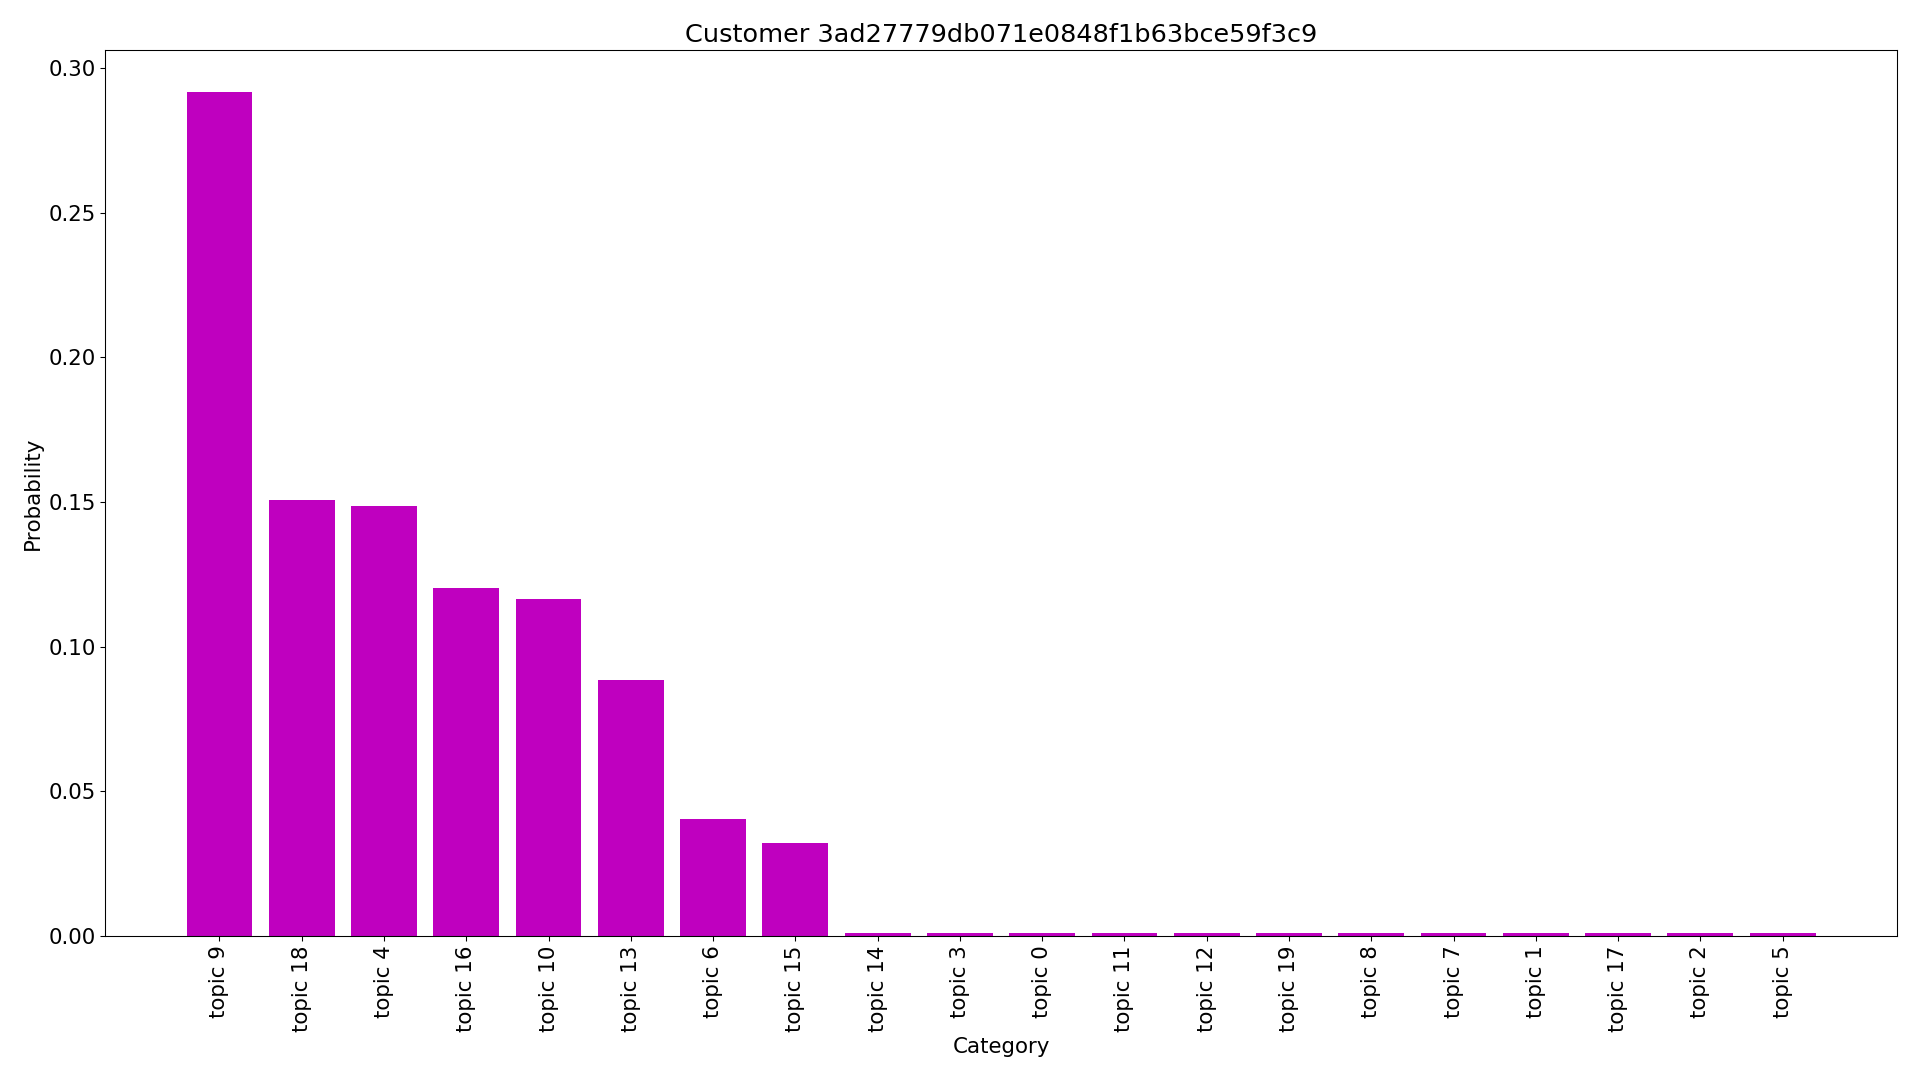 Customer 3ad27779db071e0848f1b63bce59f3c9
0.30
0.25
0.20
0.15
0.10
0.05
0.00
Probability
topic 9
topic 18
topic 4
topic 16
topic 10
topic 13
topic 6
topic 15
topic 14
topic 3
topic 0
topic 11
topic 12
topic 19
topic 8
topic 7
topic 1
topic 17
topic 2
topic 5
Category